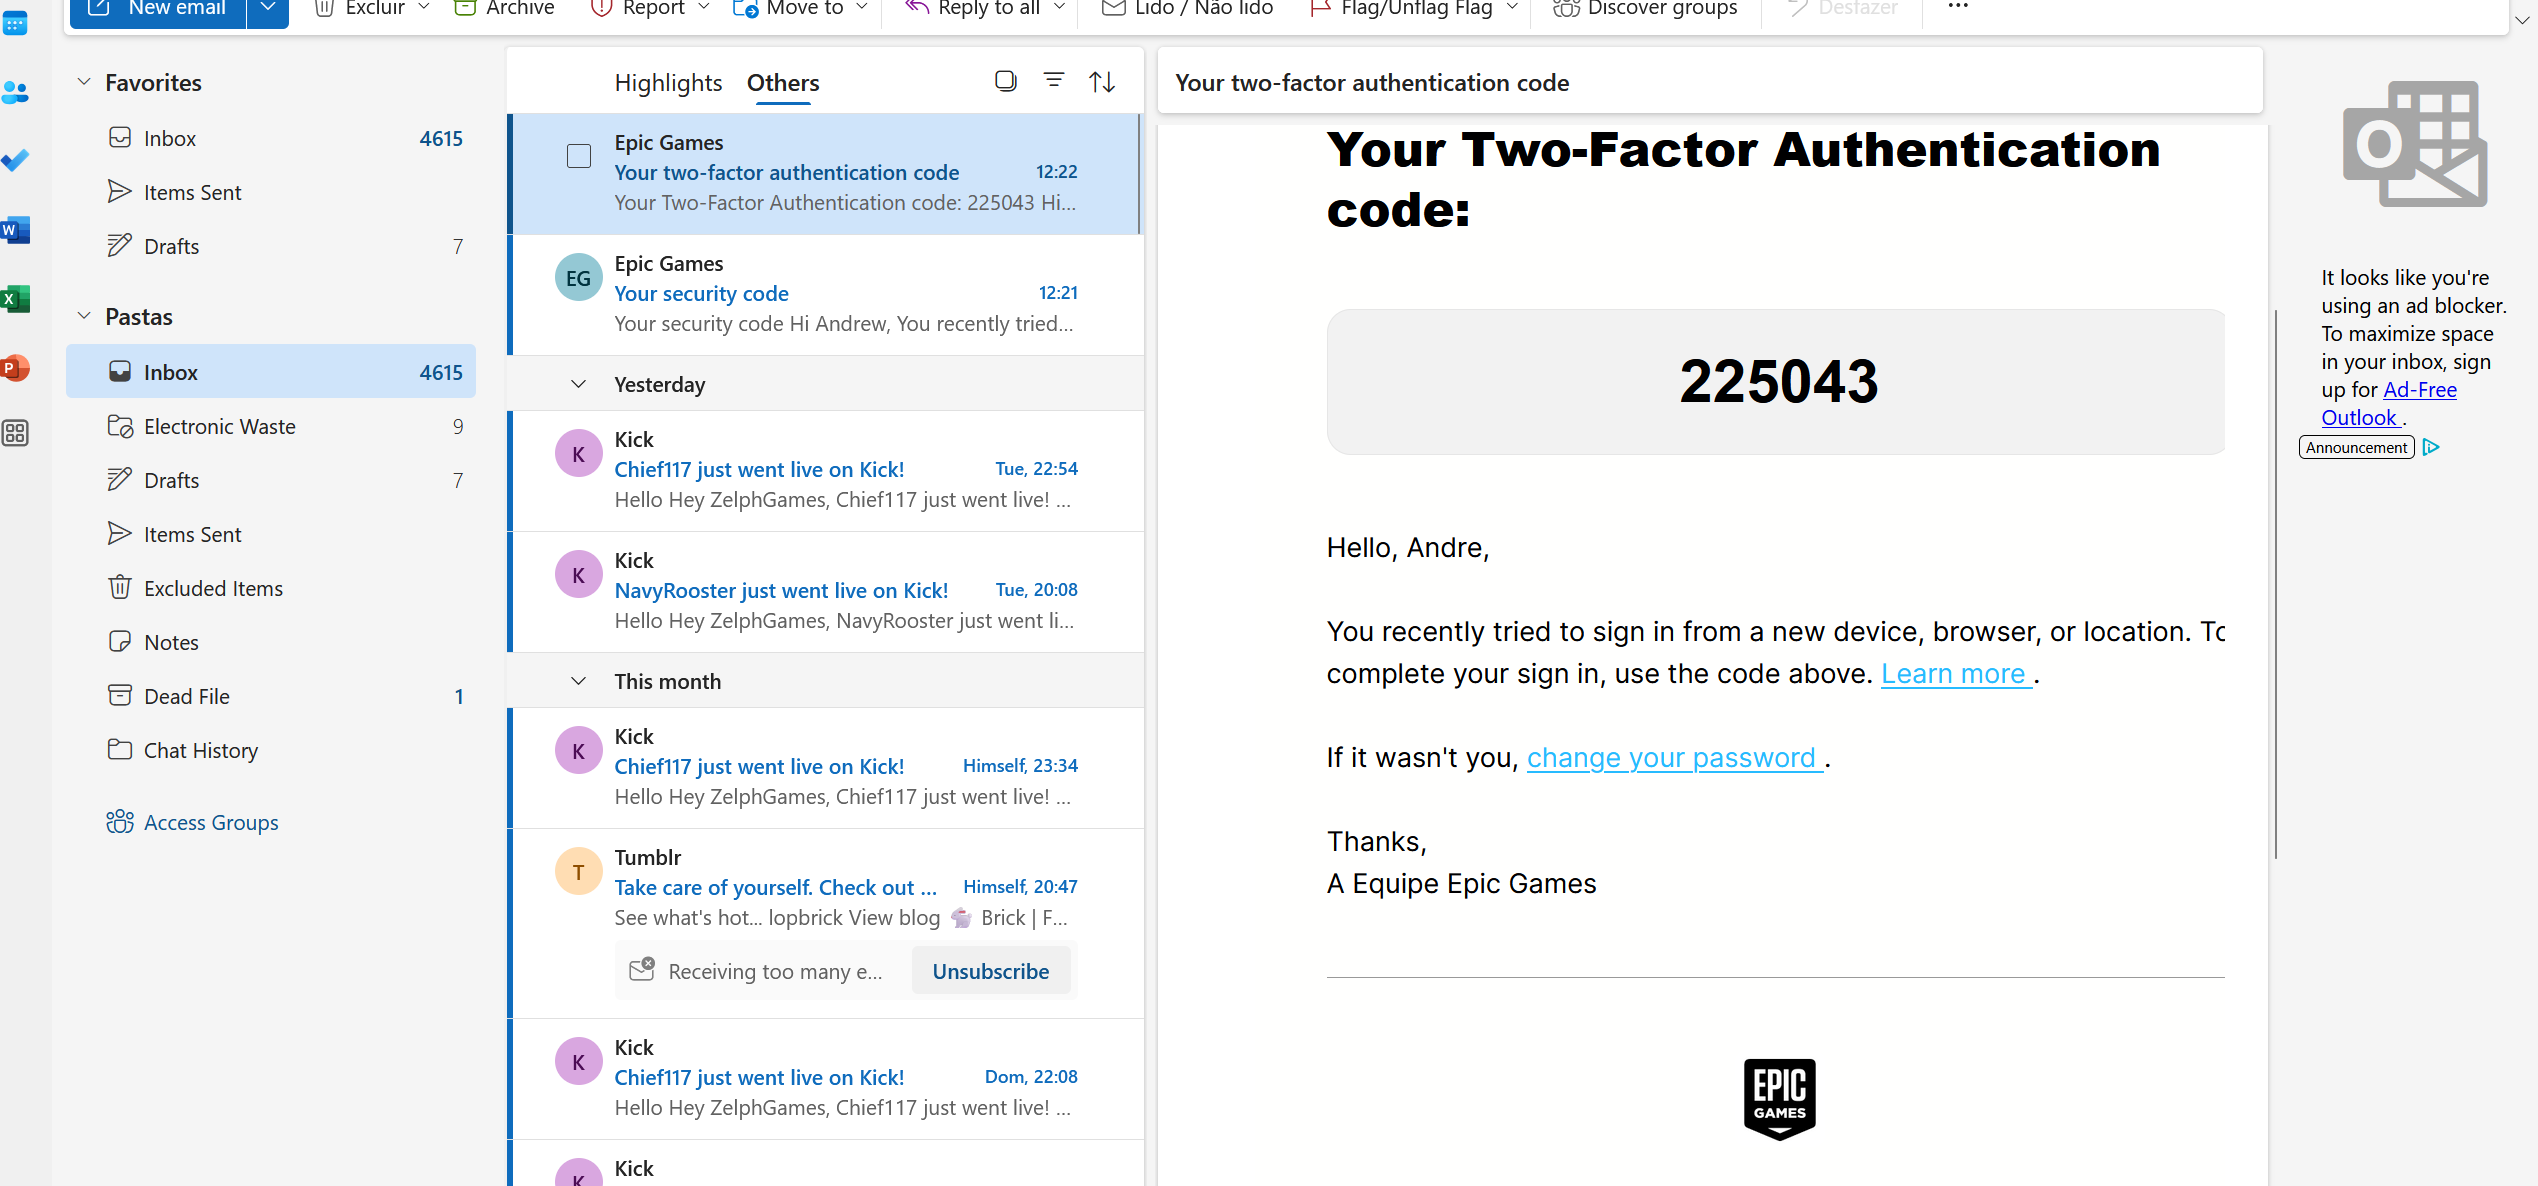 New email
Excluir
Archive
Report
Move to
Reply to all
Lido / Não lido
Flag/Unflag Flag
Discover groups
Desfazer
Favorites
Inbox 4615
Items Sent
Drafts 7
Pastas
Inbox 4615
Electronic Waste 9
Drafts 7
Items Sent
Excluded Items
Notes
Dead File 1
Chat History
Access Groups
W
X
P
Highlights Others
Epic Games
Your two-factor authentication code 12:22
Your Two-Factor Authentication code: 225043 Hi...
EG
Epic Games
Your security code 12:21
Your security code Hi Andrew, You recently tried...
Yesterday
K
Kick
Chief117 just went live on Kick! Tue, 22:54
Hello Hey ZelphGames, Chief117 just went live! ...
K
Kick
NavyRooster just went live on Kick! Tue, 20:08
Hello Hey ZelphGames, NavyRooster just went li...
This month
K
Kick
Chief117 just went live on Kick! Himself, 23:34
Hello Hey ZelphGames, Chief117 just went live! ...
T
Tumblr
Take care of yourself. Check out ... Himself, 20:47
See what's hot... lopbrick View blog 🐇 Brick | F...
Receiving too many e... Unsubscribe
K
Kick
Chief117 just went live on Kick! Dom, 22:08
Hello Hey ZelphGames, Chief117 just went live! ...
K
Kick
Your two-factor authentication code
Your Two-Factor Authentication
code:
225043
Hello, Andre,
You recently tried to sign in from a new device, browser, or location. To
complete your sign in, use the code above. Learn more .
If it wasn't you, change your password .
Thanks,
A Equipe Epic Games
EPIC
GAMES
O
It looks like you're
using an ad blocker.
To maximize space
in your inbox, sign
up for Ad-Free
Outlook .
Announcement